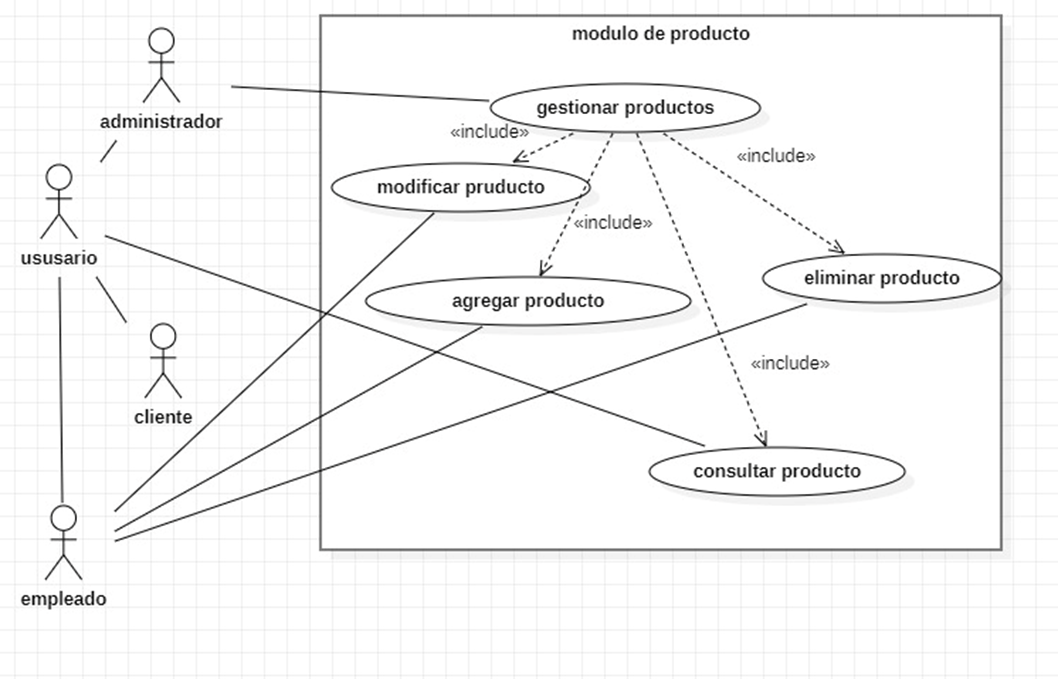 modulo de producto
administrador
gestionar productos
«include»
«include»
modificar pruducto
ususario
«include»
agregar producto
eliminar producto
cliente
«include»
consultar producto
empleado